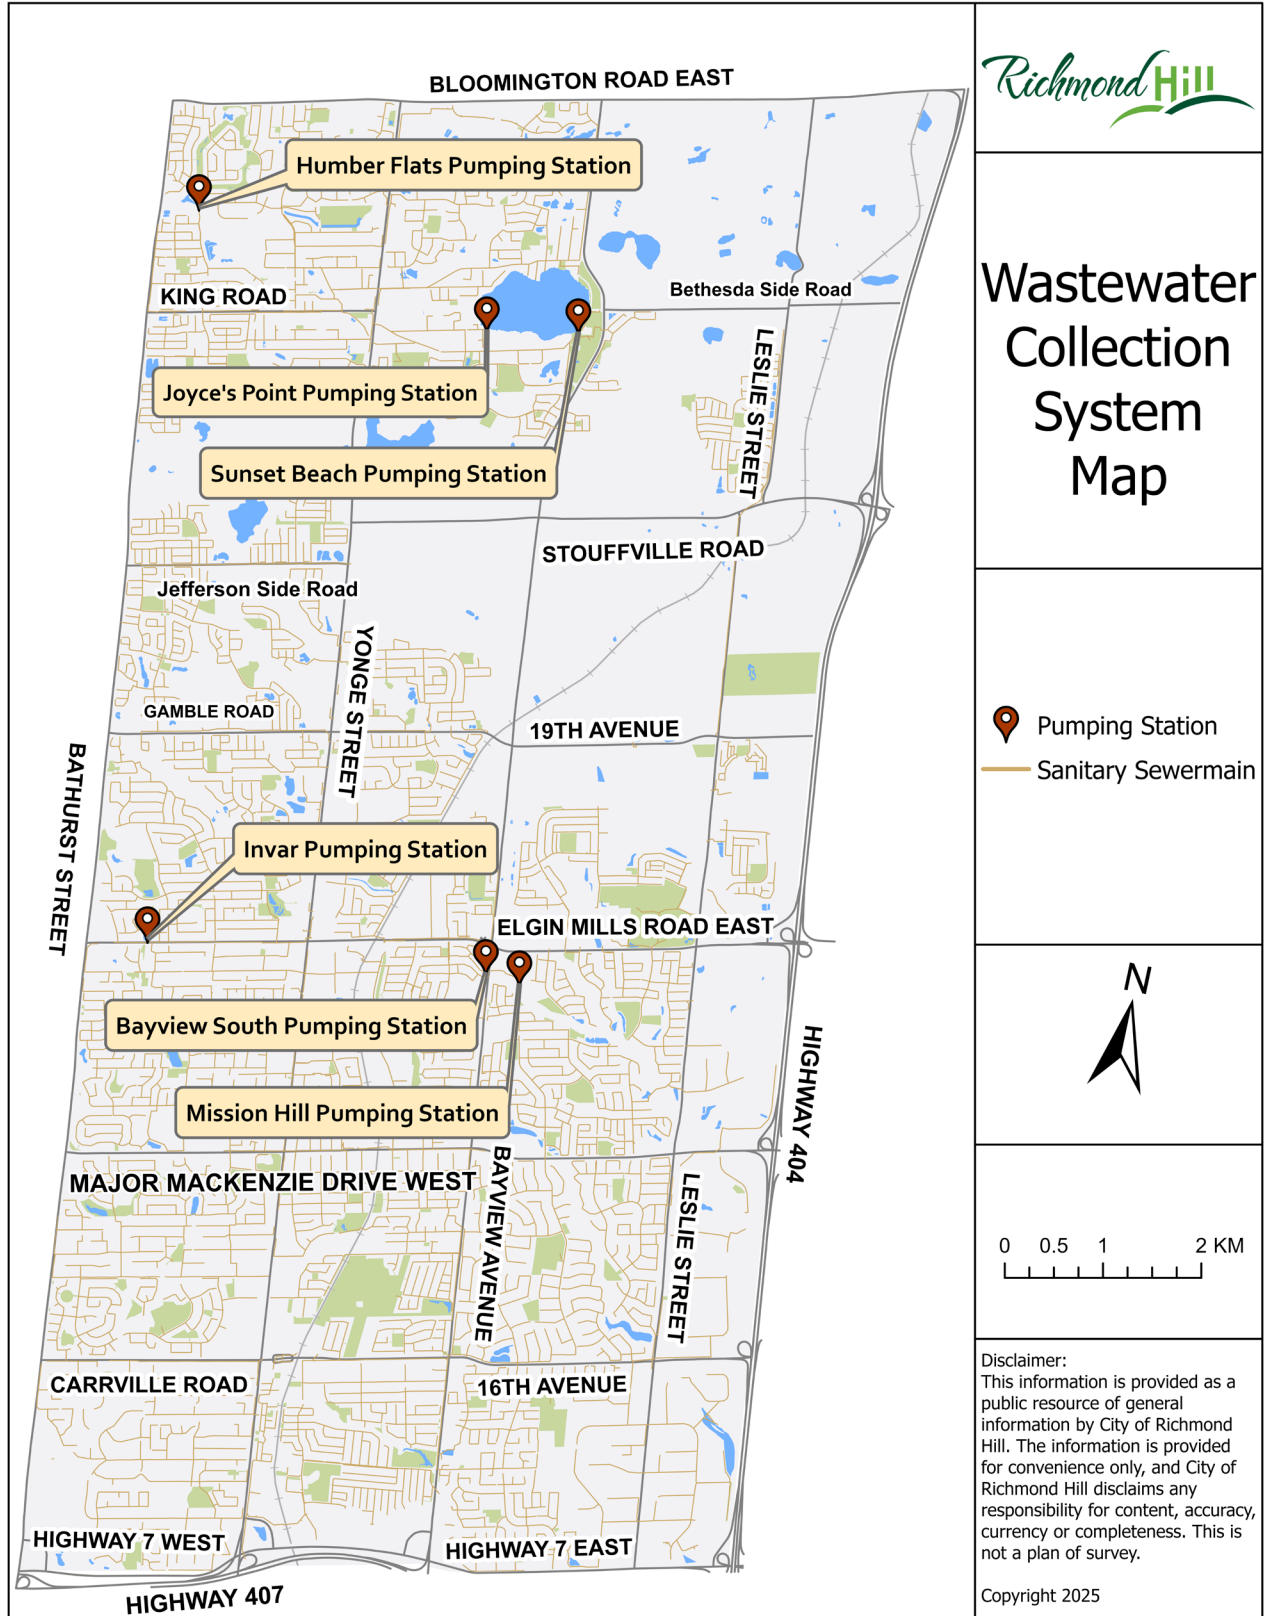 BLOOMINGTON ROAD EAST
Humber Flats Pumping Station
KING ROAD
Bethesda Side Road
Joyce's Point Pumping Station
LESLIE STREET
Sunset Beach Pumping Station
STOUFFVILLE ROAD
Jefferson Side Road
YONGE STREET
GAMBLE ROAD
19TH AVENUE
BATHURST STREET
Invar Pumping Station
ELGIN MILLS ROAD EAST
Bayview South Pumping Station
HIGHWAY 404
Mission Hill Pumping Station
MAJOR MACKENZIE DRIVE WEST
BAYVIEW AVENUE
LESLIE STREET
CARRVILLE ROAD
16TH AVENUE
HIGHWAY 7 WEST
HIGHWAY 7 EAST
HIGHWAY 407
Richmond Hill
Wastewater
Collection
System
Map
Pumping Station
Sanitary Sewermain
N
0 0.5 1 2 KM
Disclaimer:
This information is provided as a
public resource of general
information by City of Richmond
Hill. The information is provided
for convenience only, and City of
Richmond Hill disclaims any
responsibility for content, accuracy,
currency or completeness. This is
not a plan of survey.
Copyright 2025